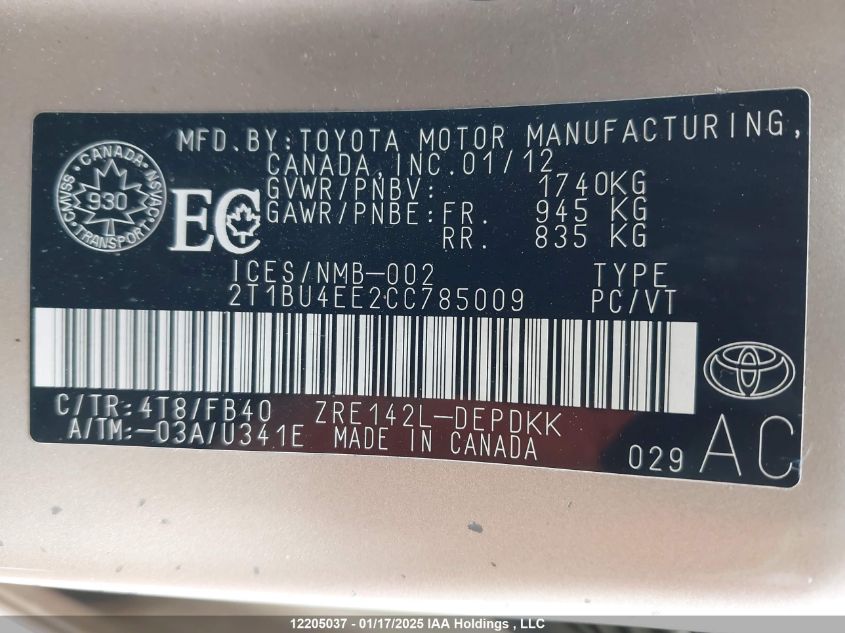 MFD.BY:TOYOTA MOTOR MANUFACTURING,
CANADA,INC.01/12
GVWR/PNBV: 1740KG
GAWR/PNBE:FR. 945 KG
RR. 835 KG
CANADA
930
TRANSPORT
CMVSS
NSVAC
EC
ICES/NMB-002 TYPE
2T1BU4EE2CC785009 PC/VT
C/TR:4T8/FB40 ZRE142L-DEPDKK
A/TM:-03A/U341E MADE IN CANADA
029 AC
12205037 - 01/17/2025 IAA Holdings , LLC